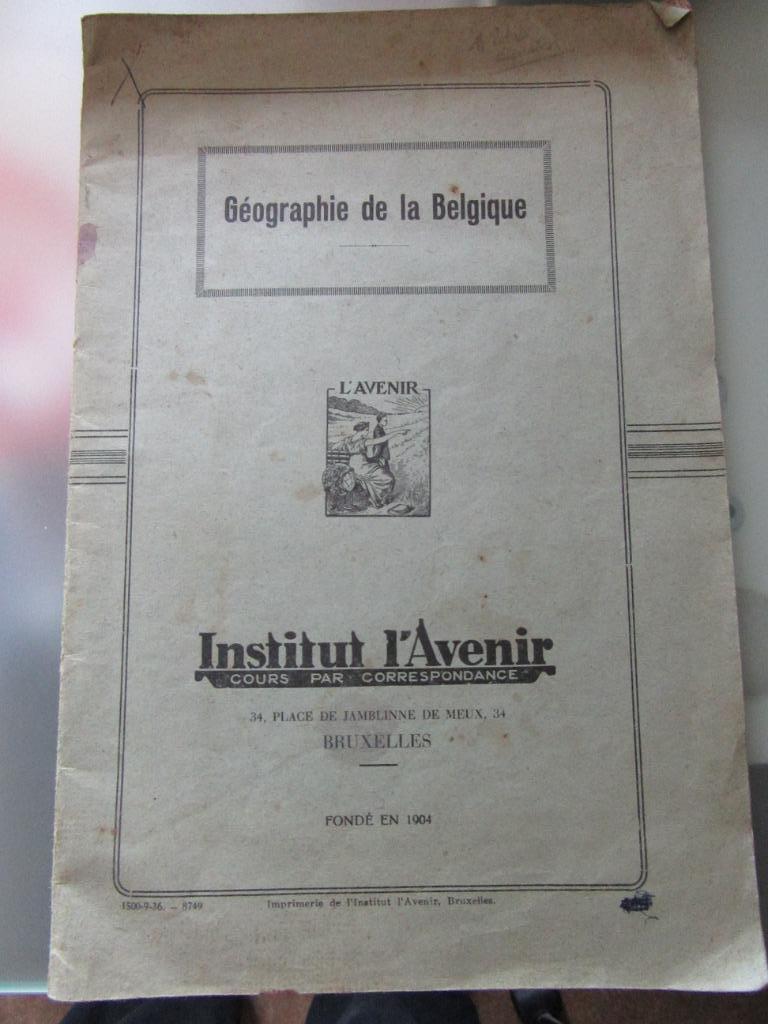 Géographie de la Belgique
L'AVENIR
Institut l'Avenir
COURS PAR CORRESPONDANCE
34, PLACE DE JAMBLINNE DE MEUX, 34
BRUXELLES
FONDÉ EN 1904
1500-9-36. — 8749
Imprimerie de l'Institut l'Avenir, Bruxelles.